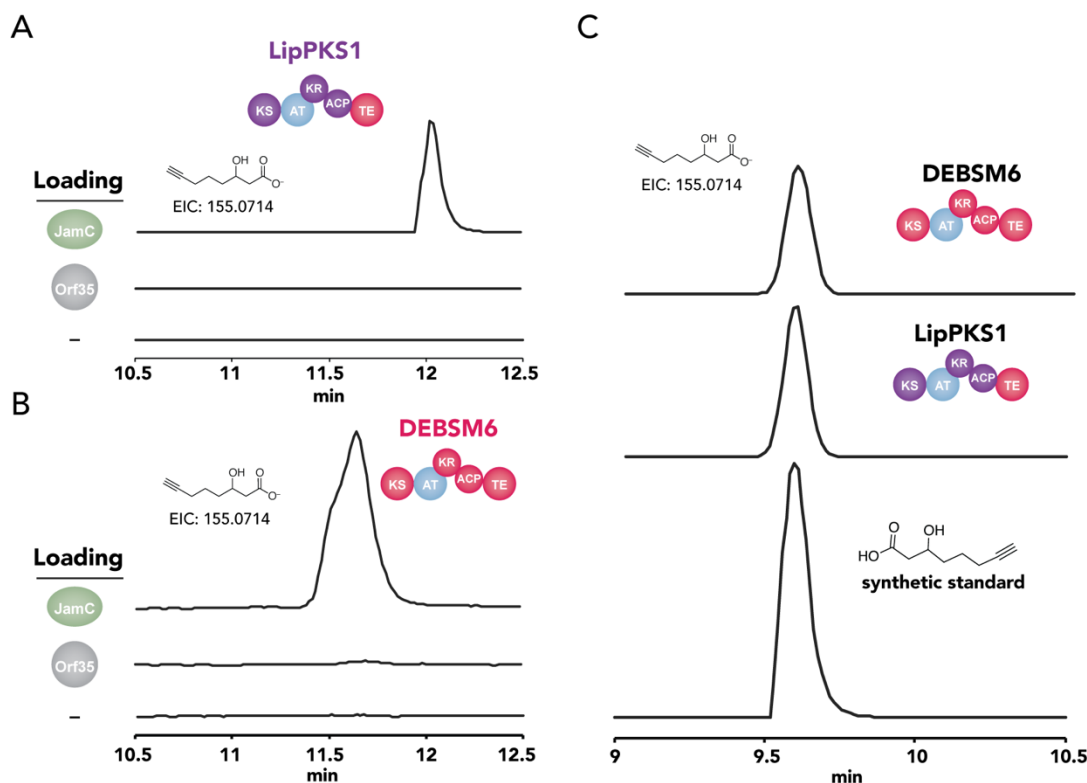 A
LipPKS1
KS AT KR ACP TE
OH O
O-
EIC: 155.0714
Loading
JamC
Orf35
–
10.5 11 11.5 12 12.5
min
B
DEBSM6
KS AT KR ACP TE
OH O
O-
EIC: 155.0714
Loading
JamC
Orf35
–
10.5 11 11.5 12 12.5
min
C
OH O
O-
EIC: 155.0714
DEBSM6
KS AT KR ACP TE
LipPKS1
KS AT KR ACP TE
O OH
HO
synthetic standard
9 9.5 10 10.5
min